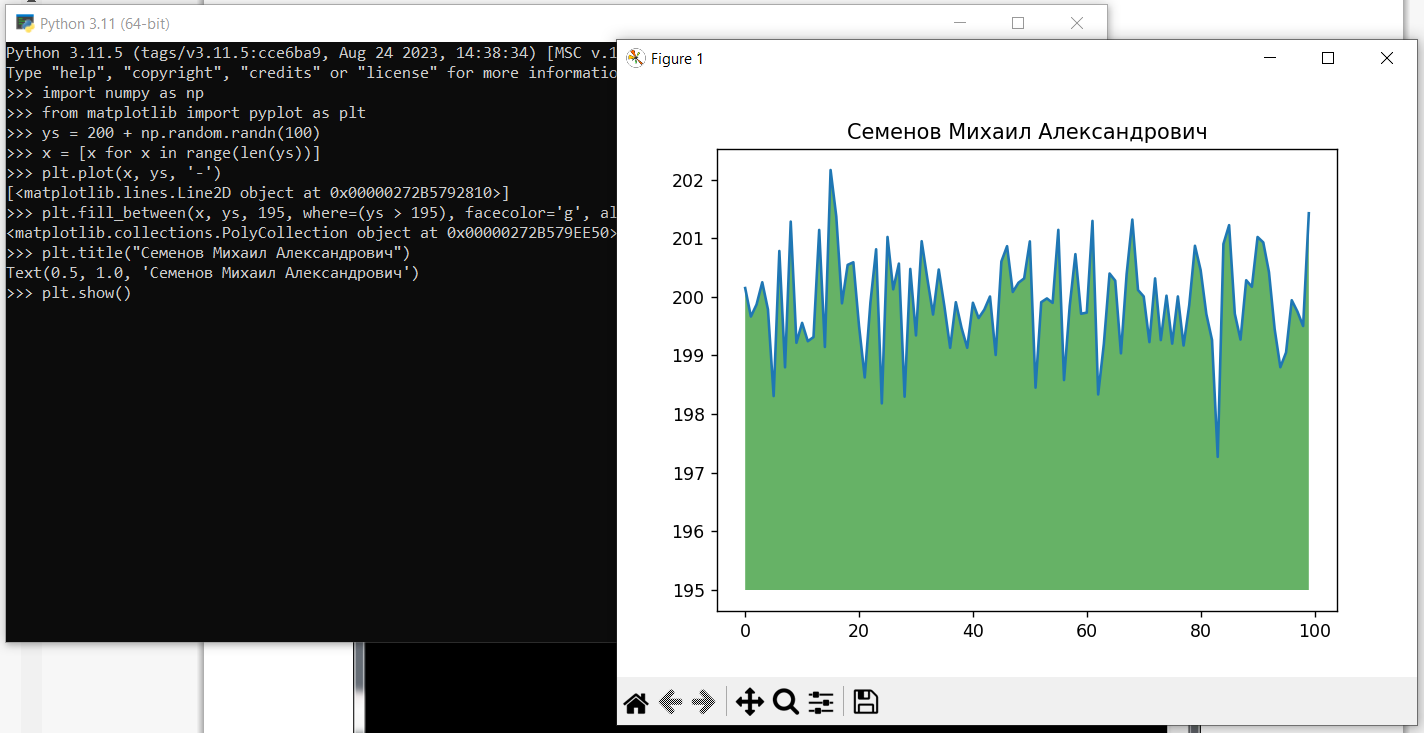 Python 3.11 (64-bit)
Python 3.11.5 (tags/v3.11.5:cce6ba9, Aug 24 2023, 14:38:34) [MSC v.1
Type "help", "copyright", "credits" or "license" for more informatio
>>> import numpy as np
>>> from matplotlib import pyplot as plt
>>> ys = 200 + np.random.randn(100)
>>> x = [x for x in range(len(ys))]
>>> plt.plot(x, ys, '-')
[<matplotlib.lines.Line2D object at 0x00000272B5792810>]
>>> plt.fill_between(x, ys, 195, where=(ys > 195), facecolor='g', al
<matplotlib.collections.PolyCollection object at 0x00000272B579EE50>
>>> plt.title("Семенов Михаил Александрович")
Text(0.5, 1.0, 'Семенов Михаил Александрович')
>>> plt.show()
Figure 1
Семенов Михаил Александрович
202
201
200
199
198
197
196
195
0 20 40 60 80 100